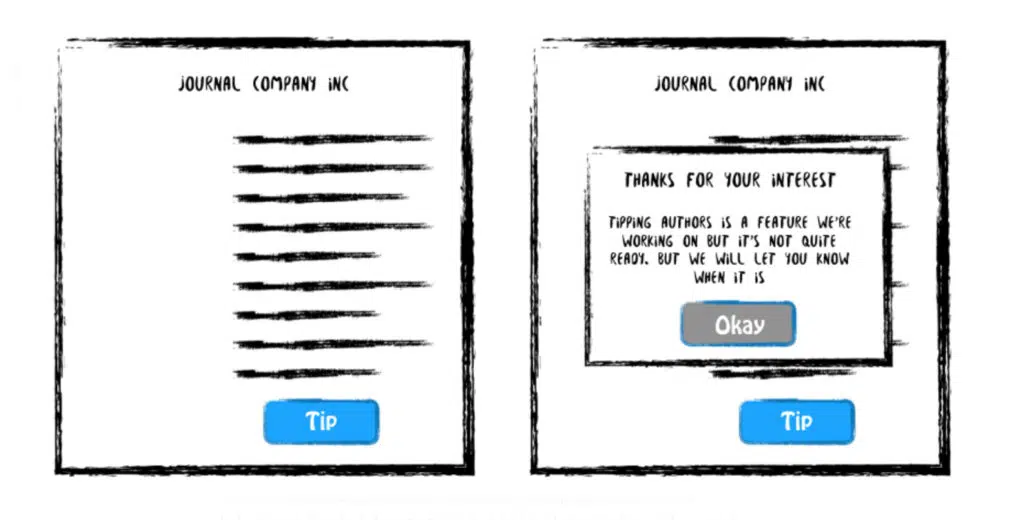 JOURNAL COMPANY INC
Tip
JOURNAL COMPANY INC
THANKS FOR YOUR INTEREST
TIPPING AUTHORS IS A FEATURE WE'RE
WORKING ON BUT IT'S NOT QUITE
READY. BUT WE WILL LET YOU KNOW
WHEN IT IS
Okay
Tip